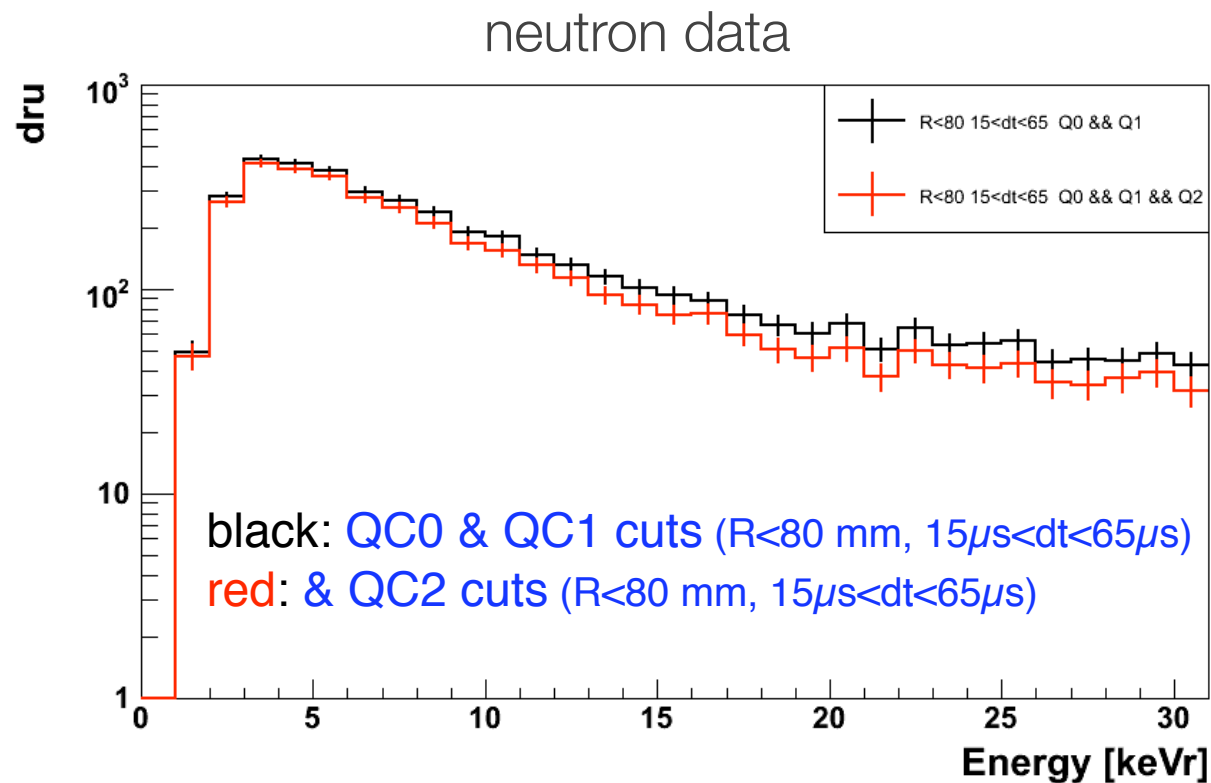 neutron data
dru
10³
10²
10
1
R<80 15<dt<65 Q0 && Q1
R<80 15<dt<65 Q0 && Q1 && Q2
black: QC0 & QC1 cuts (R<80 mm, 15µs<dt<65µs)
red: & QC2 cuts (R<80 mm, 15µs<dt<65µs)
0 5 10 15 20 25 30
Energy [keVr]